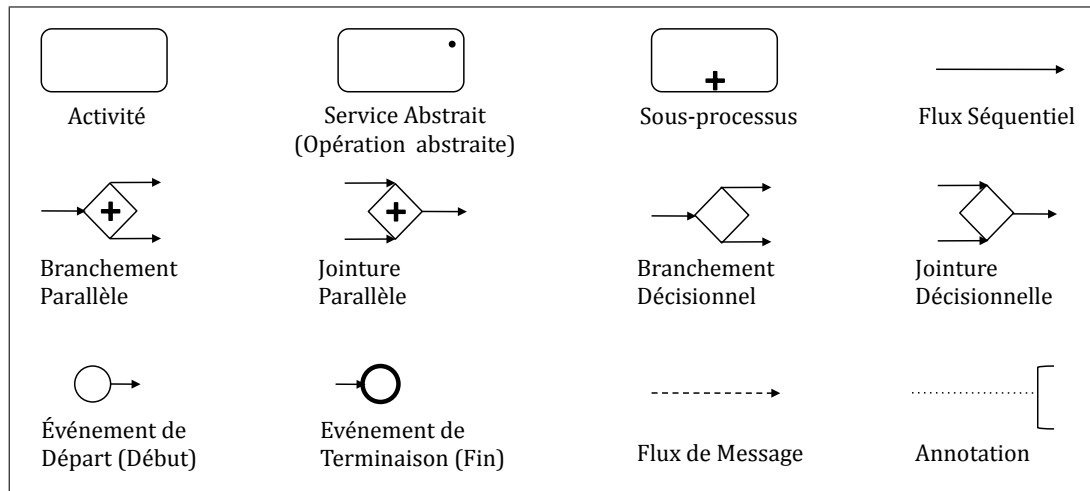 Activité
Service Abstrait
(Opération abstraite)
Sous-processus
Flux Séquentiel
Branchement
Parallèle
Jointure
Parallèle
Branchement
Décisionnel
Jointure
Décisionnelle
Événement de
Départ (Début)
Evénement de
Terminaison (Fin)
Flux de Message
Annotation